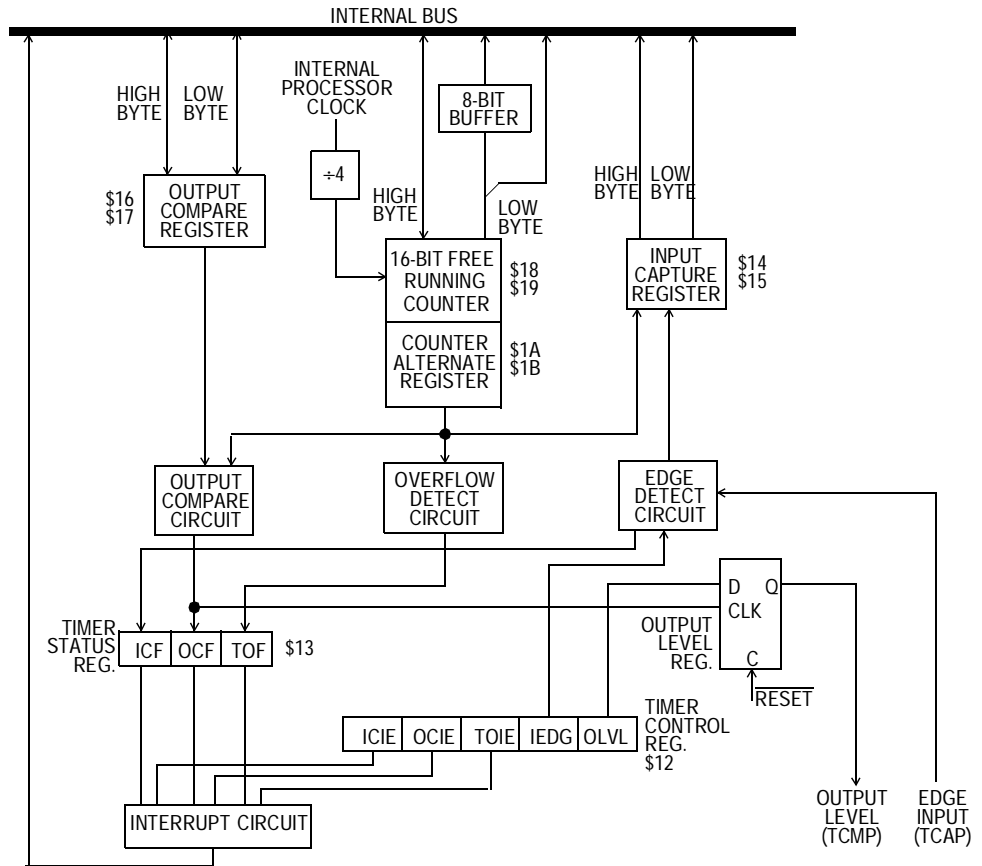 INTERNAL BUS
HIGH
BYTE
LOW
BYTE
INTERNAL
PROCESSOR
CLOCK
8-BIT
BUFFER
÷4
HIGH
BYTE
LOW
BYTE
HIGH
BYTE
LOW
BYTE
$16
$17
OUTPUT
COMPARE
REGISTER
16-BIT FREE
RUNNING
COUNTER
$18
$19
COUNTER
ALTERNATE
REGISTER
$1A
$1B
INPUT
CAPTURE
REGISTER
$14
$15
OUTPUT
COMPARE
CIRCUIT
OVERFLOW
DETECT
CIRCUIT
EDGE
DETECT
CIRCUIT
D Q
CLK
C
OUTPUT
LEVEL
REG.
RESET
TIMER
STATUS
REG.
ICF OCF TOF
$13
ICIE OCIE TOIE IEDG OLVL
TIMER
CONTROL
REG.
$12
INTERRUPT CIRCUIT
OUTPUT
LEVEL
(TCMP)
EDGE
INPUT
(TCAP)